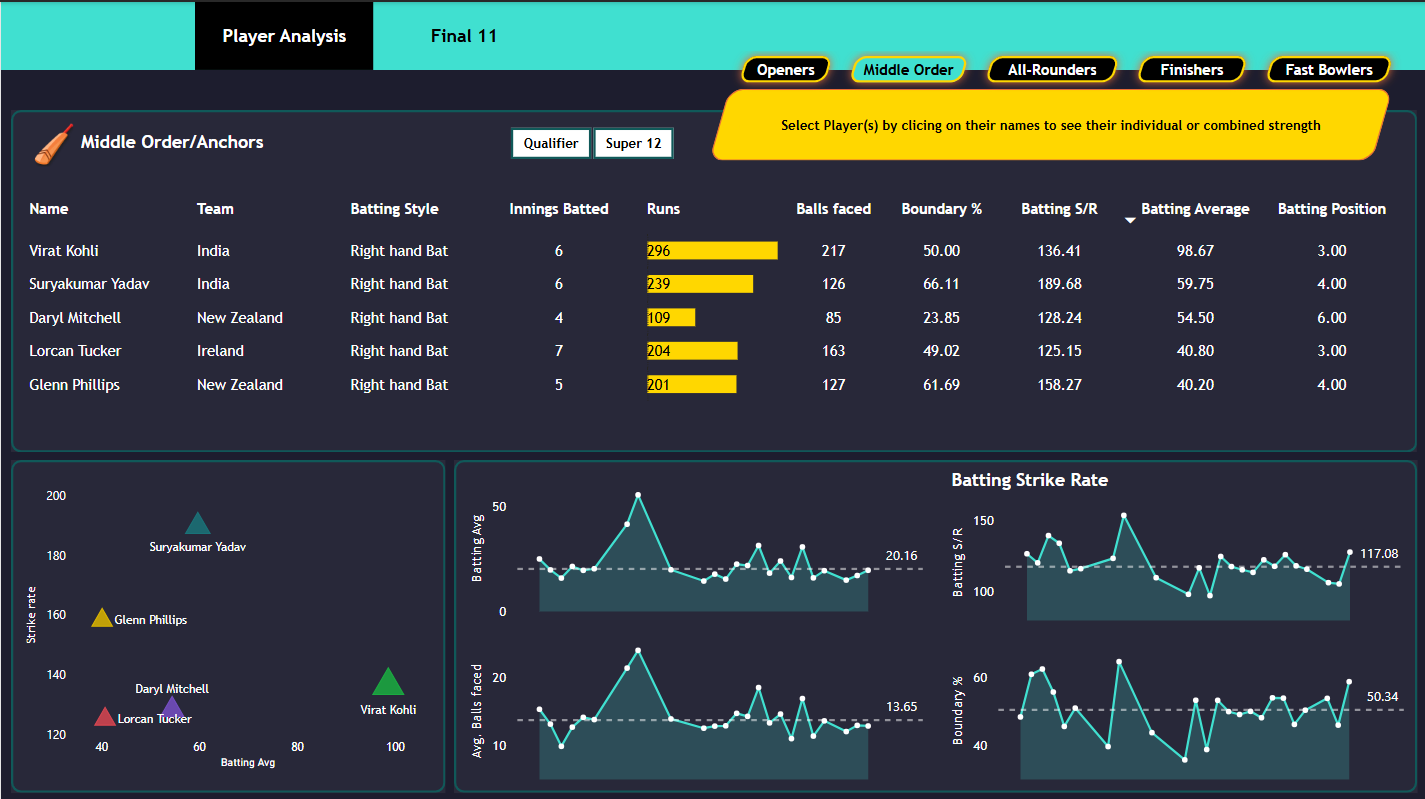 Player Analysis
Final 11
Openers
Middle Order
All-Rounders
Finishers
Fast Bowlers
Select Player(s) by clicing on their names to see their individual or combined strength
Middle Order/Anchors
Qualifier
Super 12
Name Team Batting Style Innings Batted Runs Balls faced Boundary % Batting S/R Batting Average Batting Position
Virat Kohli India Right hand Bat 6 296 217 50.00 136.41 98.67 3.00
Suryakumar Yadav India Right hand Bat 6 239 126 66.11 189.68 59.75 4.00
Daryl Mitchell New Zealand Right hand Bat 4 109 85 23.85 128.24 54.50 6.00
Lorcan Tucker Ireland Right hand Bat 7 204 163 49.02 125.15 40.80 3.00
Glenn Phillips New Zealand Right hand Bat 5 201 127 61.69 158.27 40.20 4.00
200
180
160
140
120
Strike rate
Suryakumar Yadav
Glenn Phillips
Daryl Mitchell
Lorcan Tucker
Virat Kohli
40 60 80 100
Batting Avg
Batting Avg
50
0
20.16
Batting Strike Rate
Batting S/R
150
100
117.08
Avg. Balls faced
20
10
13.65
Boundary %
60
40
50.34